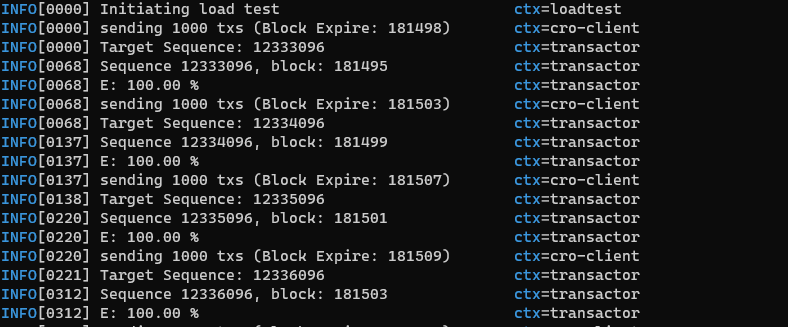 INFO[0000] Initiating load test ctx=loadtest
INFO[0000] sending 1000 txs (Block Expire: 181498) ctx=cro-client
INFO[0000] Target Sequence: 12333096 ctx=transactor
INFO[0068] Sequence 12333096, block: 181495 ctx=transactor
INFO[0068] E: 100.00 % ctx=transactor
INFO[0068] sending 1000 txs (Block Expire: 181503) ctx=cro-client
INFO[0068] Target Sequence: 12334096 ctx=transactor
INFO[0137] Sequence 12334096, block: 181499 ctx=transactor
INFO[0137] E: 100.00 % ctx=transactor
INFO[0137] sending 1000 txs (Block Expire: 181507) ctx=cro-client
INFO[0138] Target Sequence: 12335096 ctx=transactor
INFO[0220] Sequence 12335096, block: 181501 ctx=transactor
INFO[0220] E: 100.00 % ctx=transactor
INFO[0220] sending 1000 txs (Block Expire: 181509) ctx=cro-client
INFO[0221] Target Sequence: 12336096 ctx=transactor
INFO[0312] Sequence 12336096, block: 181503 ctx=transactor
INFO[0312] E: 100.00 % ctx=transactor